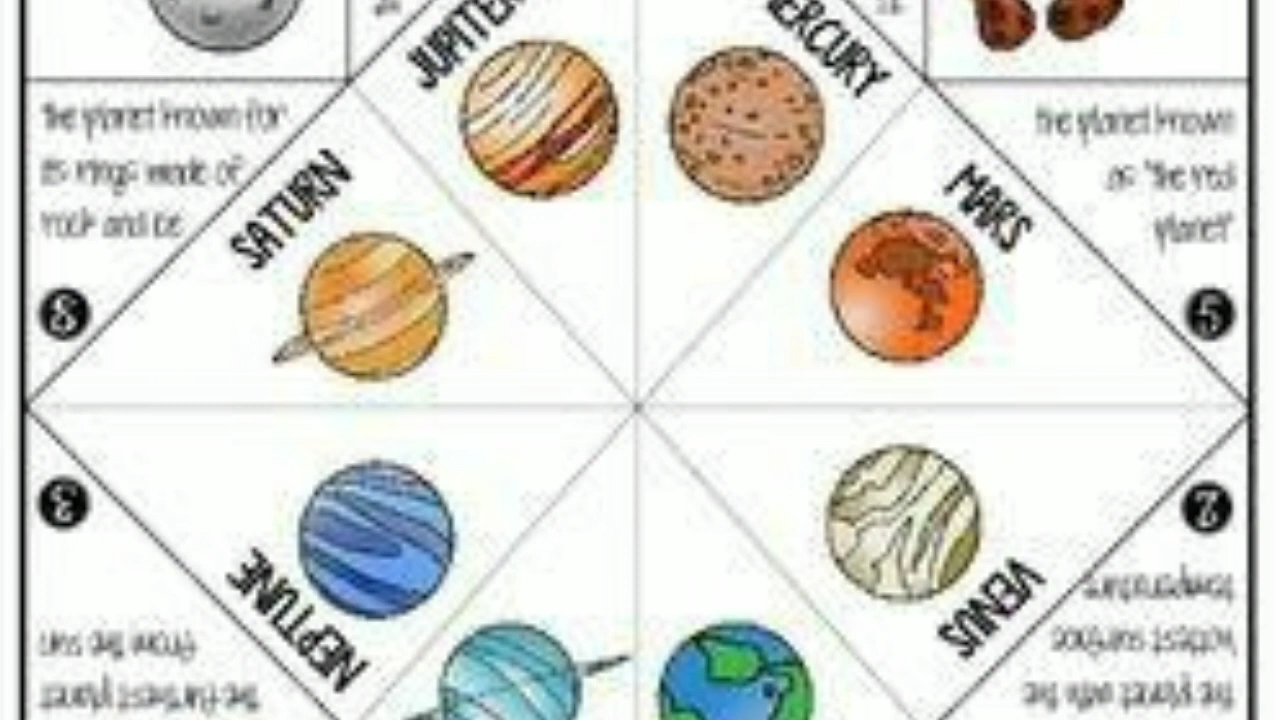 JUPITER
MERCURY
the planet known for
its rings made of
rock and ice
SATURN
8
MARS
the planet known
as "the red
planet"
5
3
NEPTUNE
the farthest planet
from the sun
2
VENUS
the planet with the
hottest surface
temperature